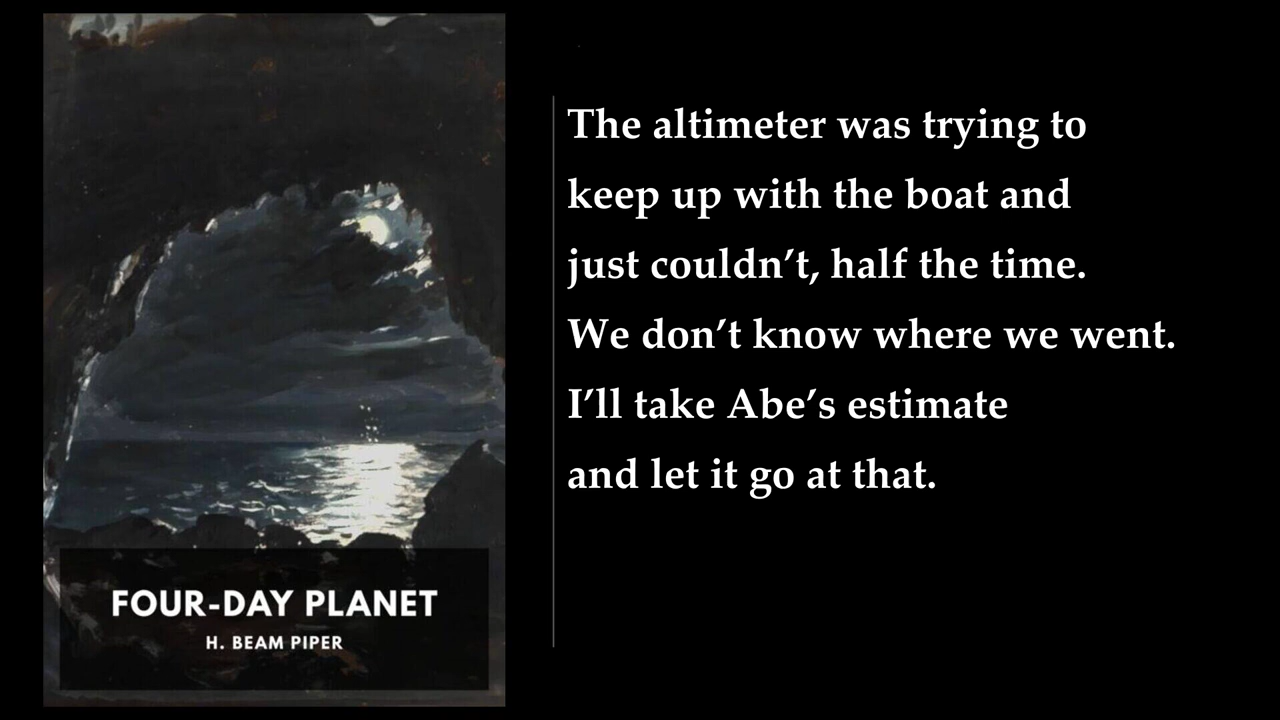 The altimeter was trying to
keep up with the boat and
just couldn’t, half the time.
We don’t know where we went.
I’ll take Abe’s estimate
and let it go at that.
FOUR-DAY PLANET
H. BEAM PIPER